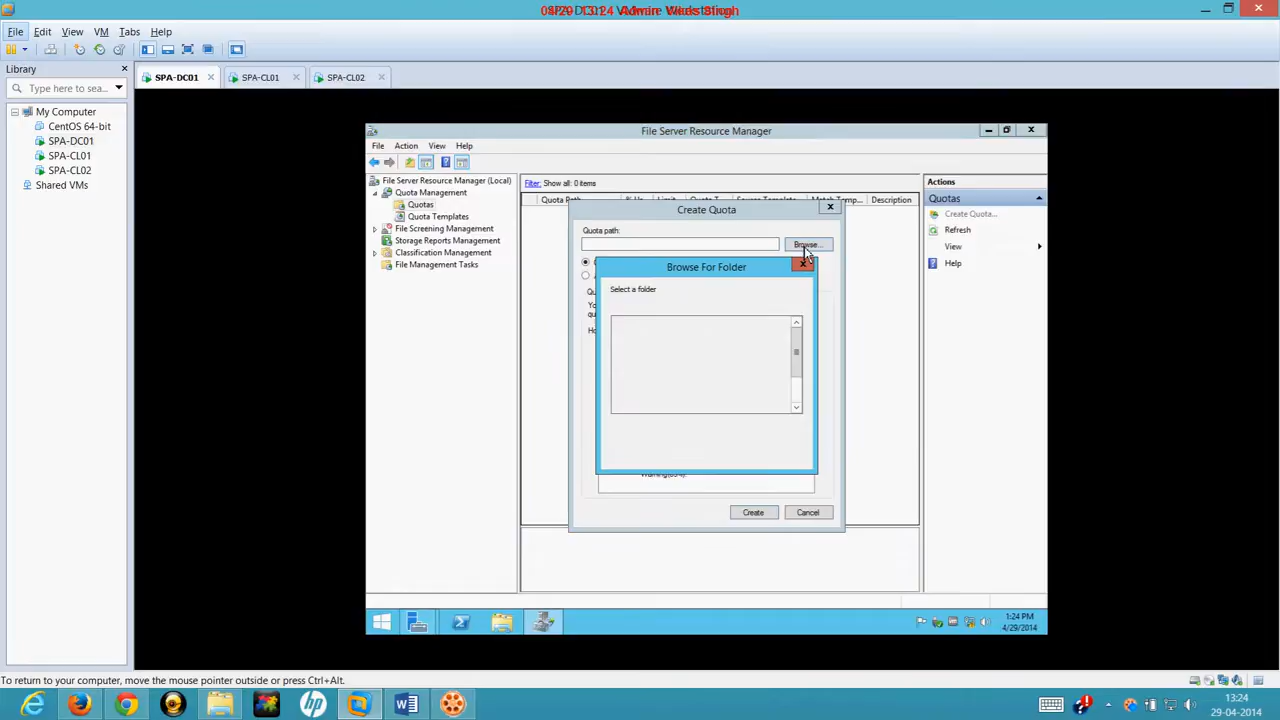 File Edit View VM Tabs Help
Library
Type here to sea...
SPA-DC01
SPA-CL01
SPA-CL02
My Computer
CentOS 64-bit
SPA-DC01
SPA-CL01
SPA-CL02
Shared VMs
File Server Resource Manager
File Action View Help
File Server Resource Manager (Local)
Quota Management
Quotas
Quota Templates
File Screening Management
Storage Reports Management
Classification Management
File Management Tasks
Filter: Show all: 0 items
Description
Create Quota
Quota path:
Browse...
Browse For Folder
Select a folder
Create
Cancel
Actions
Quotas
Create Quota...
Refresh
View
Help
1:24 PM
4/29/2014
To return to your computer, move the mouse pointer outside or press Ctrl+Alt.
13:24
29-04-2014